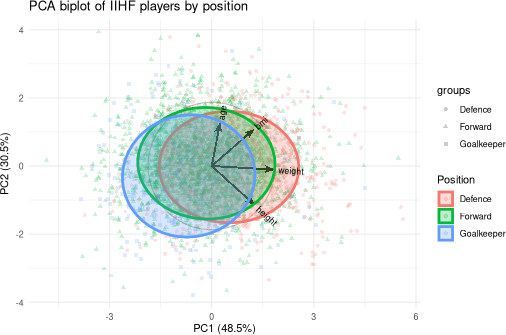 PCA biplot of IIHF players by position
4
2
0
-2
-4
PC2 (30.5%)
age
bmi
weight
height
-3
0
3
6
PC1 (48.5%)
groups
Defence
Forward
Goalkeeper
Position
Defence
Forward
Goalkeeper